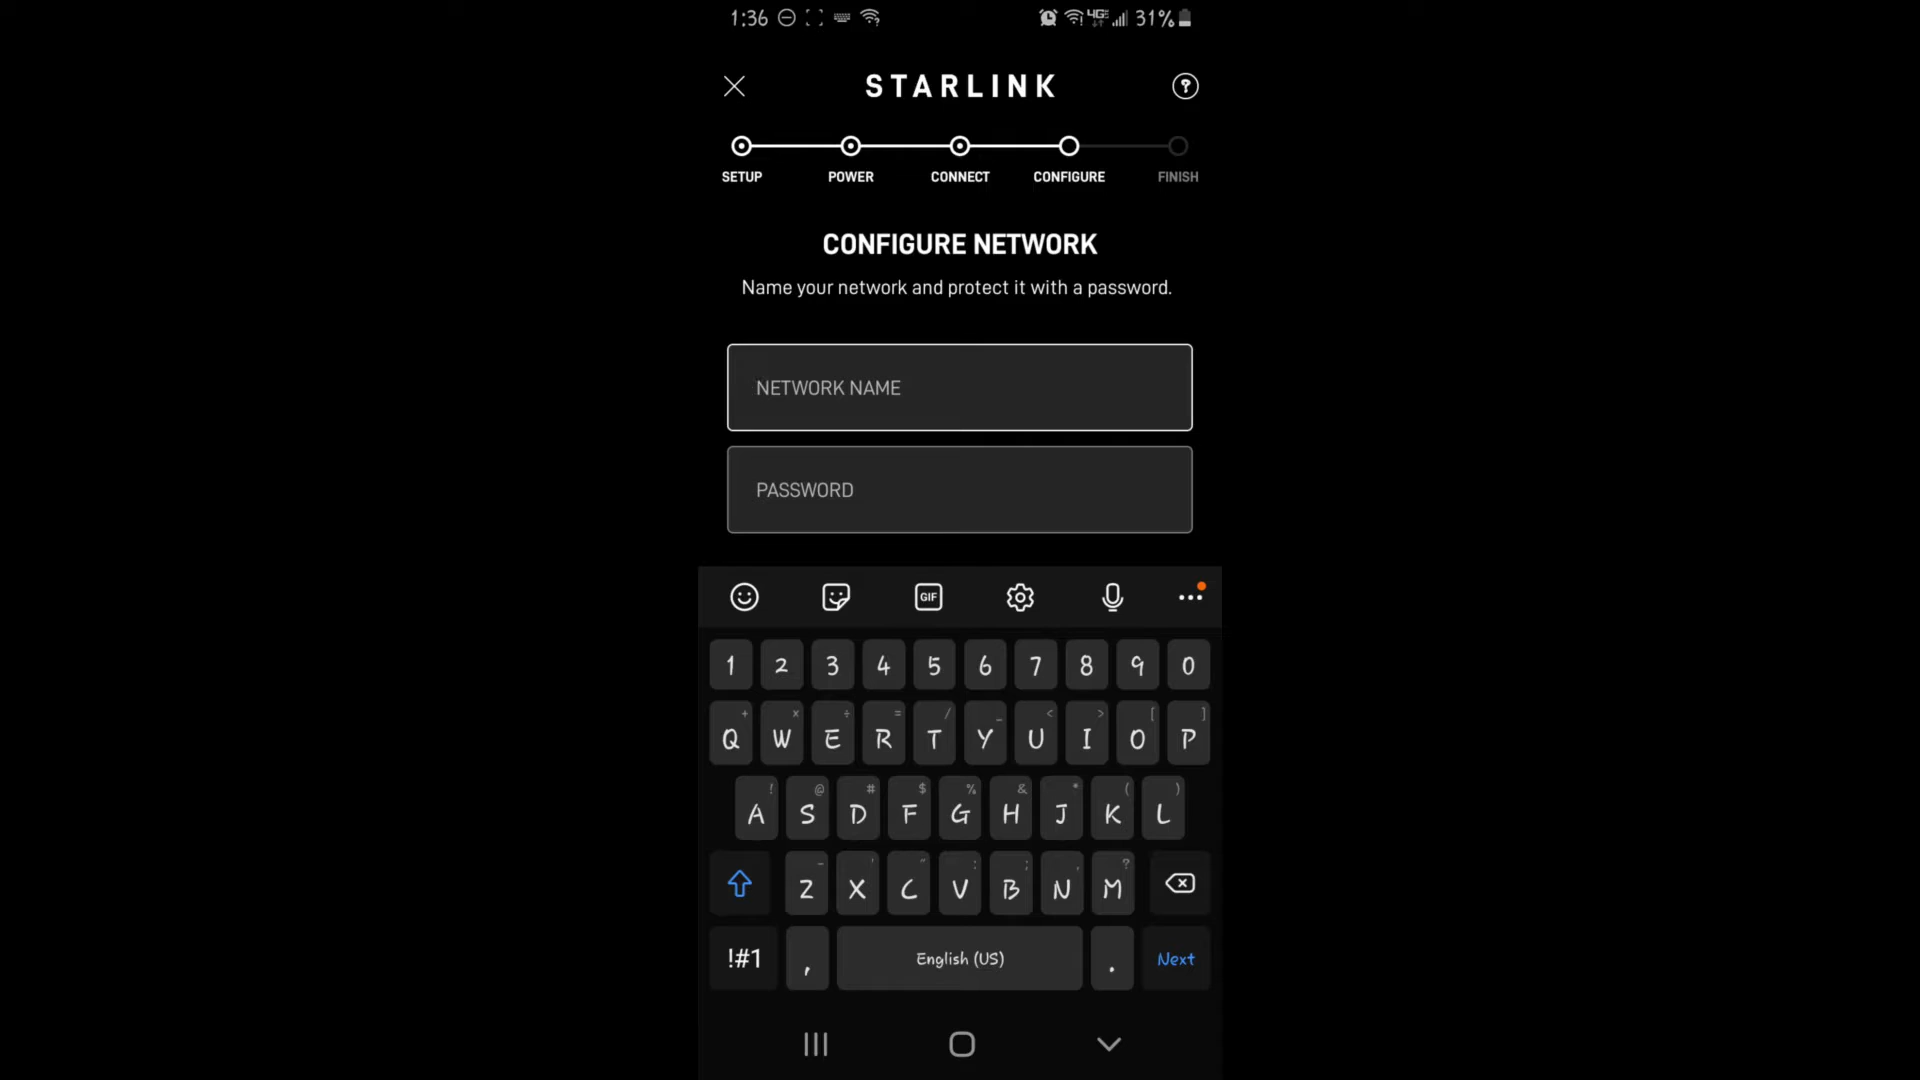 1:36 4GE 31%
STARLINK ?
SETUP POWER CONNECT CONFIGURE FINISH
CONFIGURE NETWORK
Name your network and protect it with a password.
NETWORK NAME
PASSWORD
GIF
1 2 3 4 5 6 7 8 9 0
+ × ÷ = / _ < > [ ]
Q W E R T Y U I O P
! @ # $ % & * ( )
A S D F G H J K L
- ' " : ; , ?
Z X C V B N M
!#1 , English (US) . Next